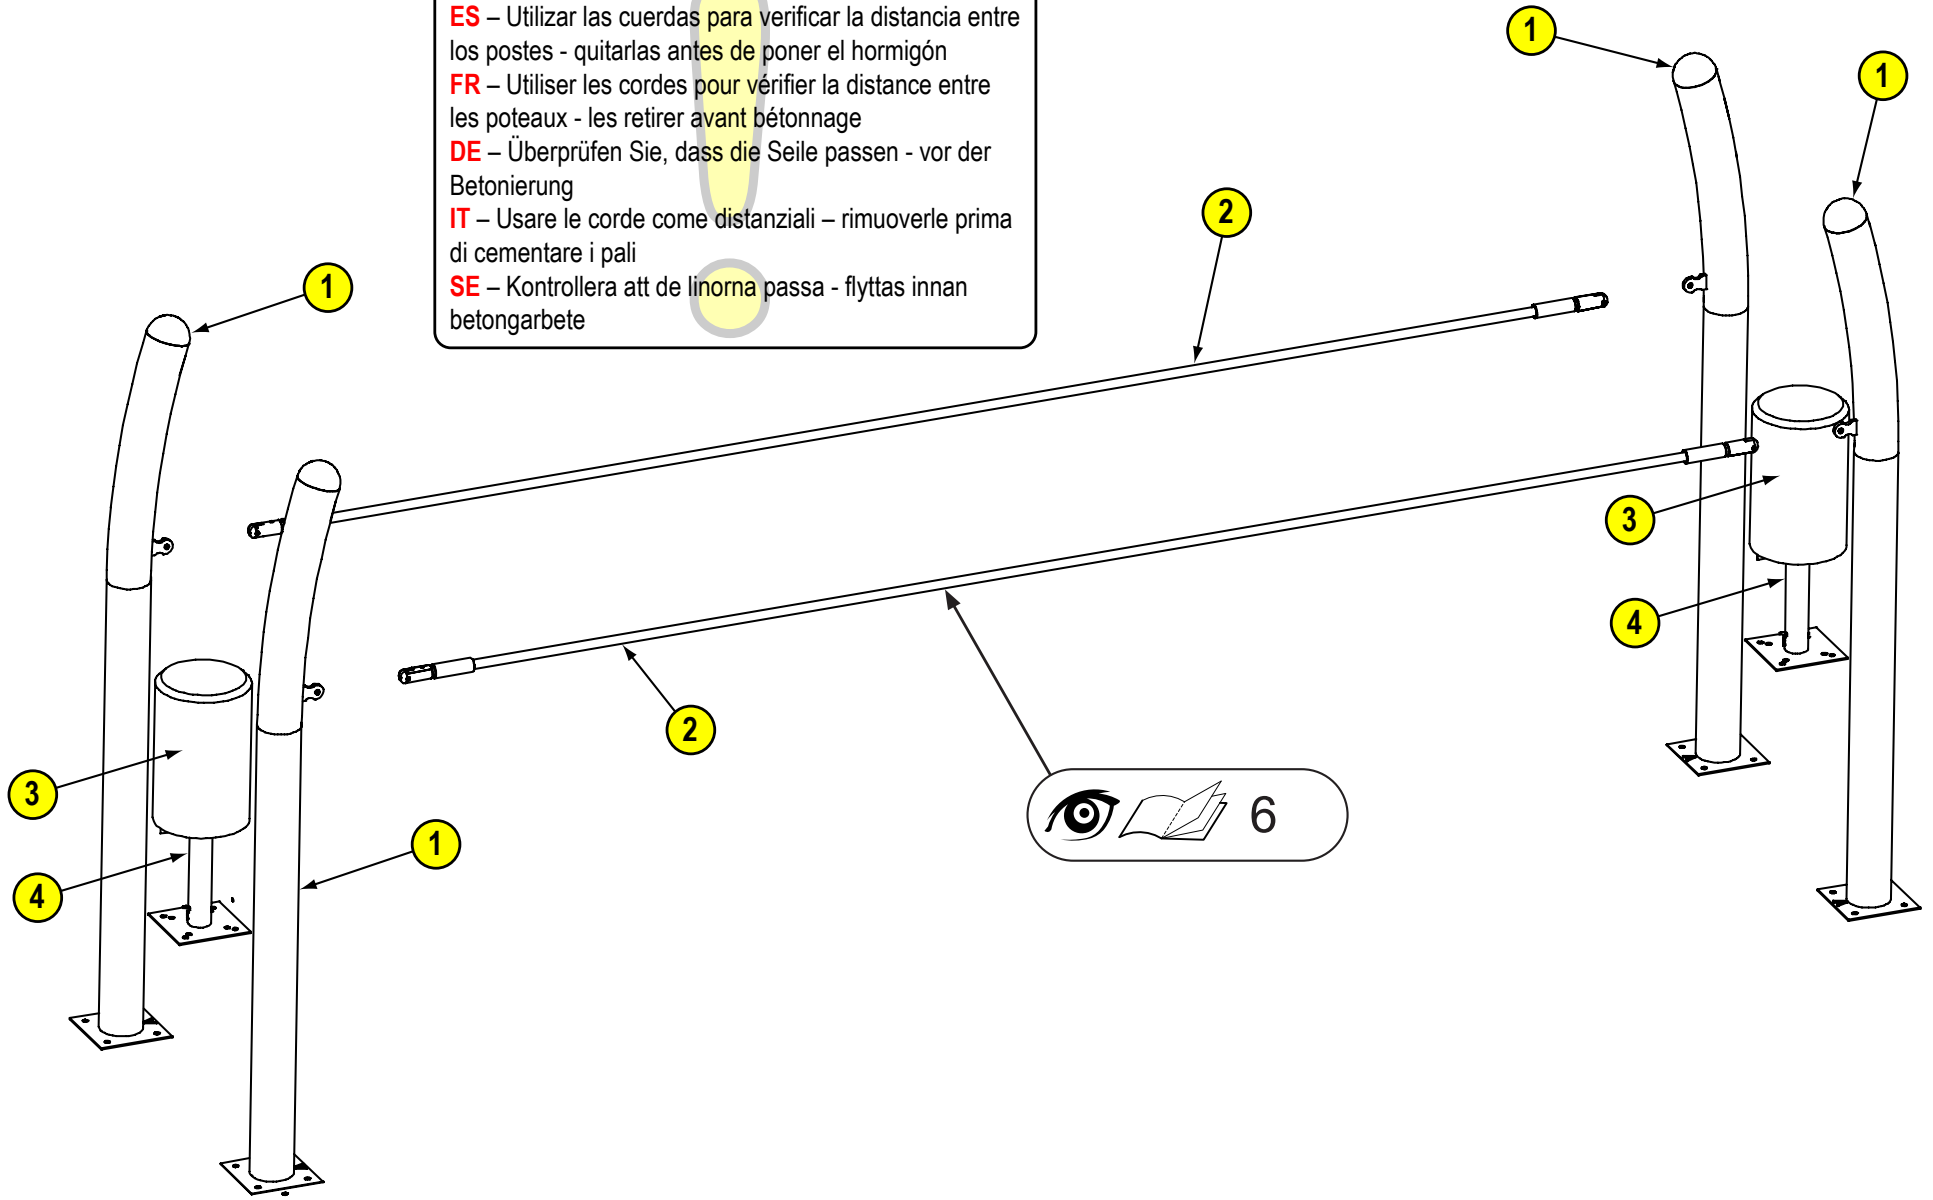 ES – Utilizar las cuerdas para verificar la distancia entre
los postes - quitarlas antes de poner el hormigón
FR – Utiliser les cordes pour vérifier la distance entre
les poteaux - les retirer avant bétonnage
DE – Überprüfen Sie, dass die Seile passen - vor der
Betonierung
IT – Usare le corde come distanziali – rimuoverle prima
di cementare i pali
SE – Kontrollera att de linorna passa - flyttas innan
betongarbete
1
1
1
2
3
4
2
3
1
4
6